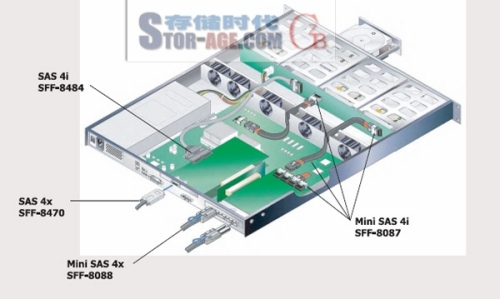 存储时代
STOR-AGE.COM
SAS 4i
SFF-8484
SAS 4x
SFF-8470
Mini SAS 4x
SFF-8088
Mini SAS 4i
SFF-8087